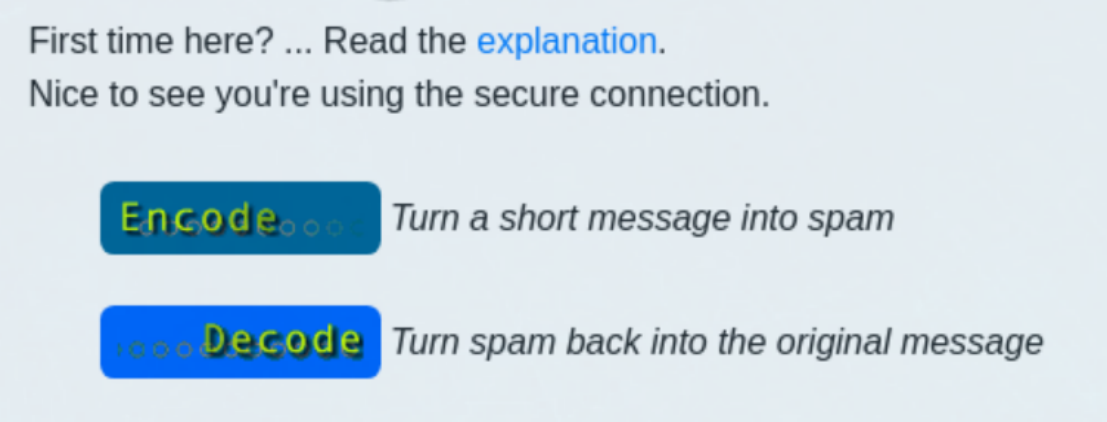 First time here? ... Read the explanation.
Nice to see you're using the secure connection.
Encode Turn a short message into spam
Decode Turn spam back into the original message